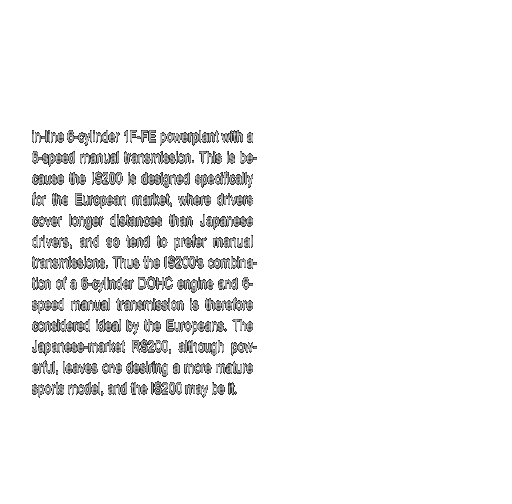 in-line 6-cylinder 1F-FE powerplant with a
6-speed manual transmission. This is be-
cause the IS200 is designed specifically
for the European market, where drivers
cover longer distances than Japanese
drivers, and so tend to prefer manual
transmissions. Thus the IS200's combina-
tion of a 6-cylinder DOHC engine and 6-
speed manual transmission is therefore
considered ideal by the Europeans. The
Japanese-market RS200, although pow-
erful, leaves one desiring a more mature
sports model, and the IS200 may be it.